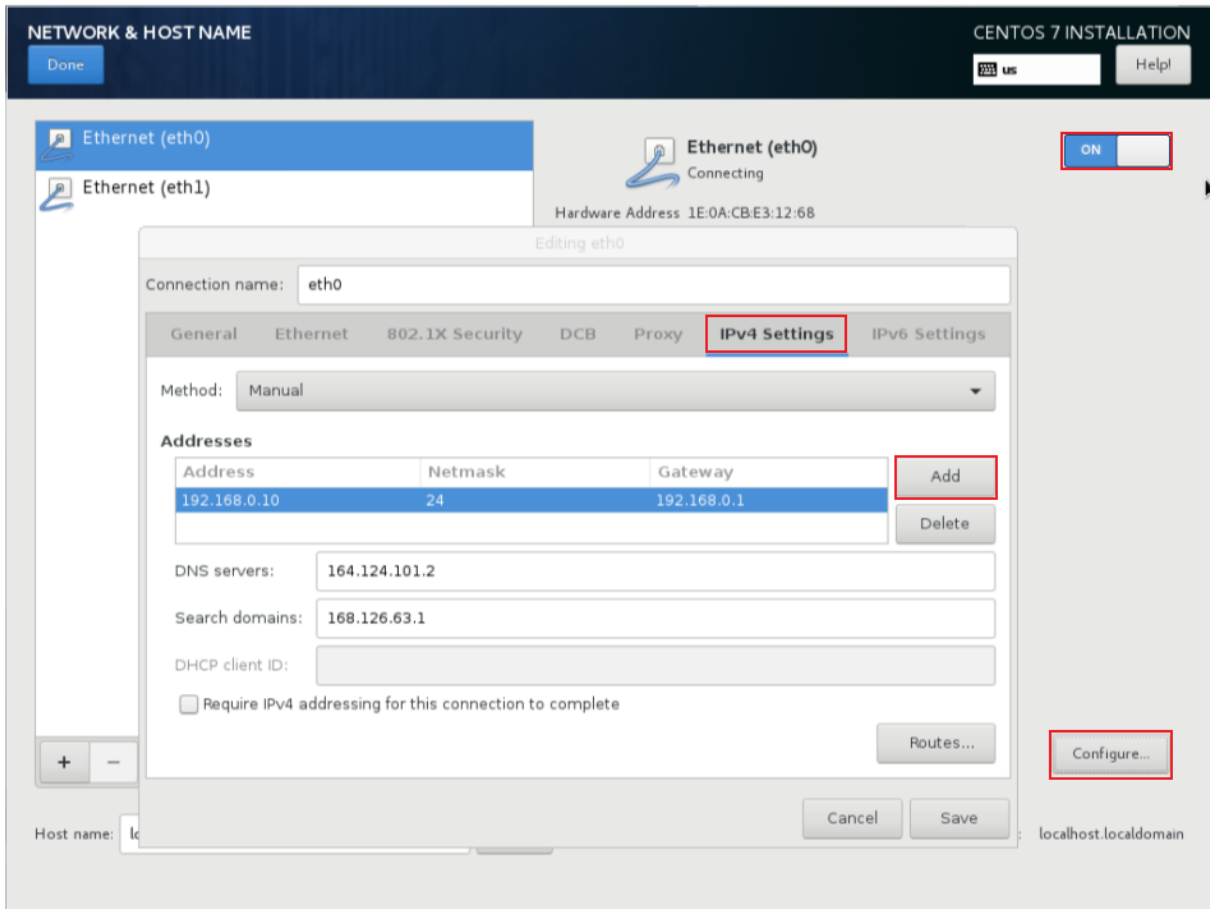 NETWORK & HOST NAME
CENTOS 7 INSTALLATION
Done
us
Help!
Ethernet (eth0)
Ethernet (eth1)
Ethernet (eth0)
Connecting
ON
Hardware Address 1E:0A:CB:E3:12:68
Editing eth0
Connection name: eth0
General Ethernet 802.1X Security DCB Proxy IPv4 Settings IPv6 Settings
Method: Manual
Addresses
Address Netmask Gateway
192.168.0.10 24 192.168.0.1
Add
Delete
DNS servers: 164.124.101.2
Search domains: 168.126.63.1
DHCP client ID:
Require IPv4 addressing for this connection to complete
Routes...
+ −
Configure...
Cancel Save
Host name:
localhost.localdomain